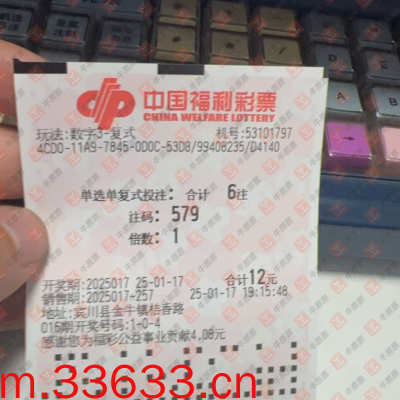 中国福利彩票
CHINA WELFARE LOTTERY
玩法:数字3-复式 机号:53101797
4CD0-11A9-7845-0D0C-53D8/99408235/D4140
单选单复式投注: 合计 6注
注码: 579
倍数: 1
开奖期:2025017 25-01-17 合计12元
销售期:2025017-257 25-01-17 19:15:48
地址:宾川县金牛镇桔香路
016期开奖号码:1-0-4
感谢您为福彩公益事业贡献4.08元
m.33633.cn